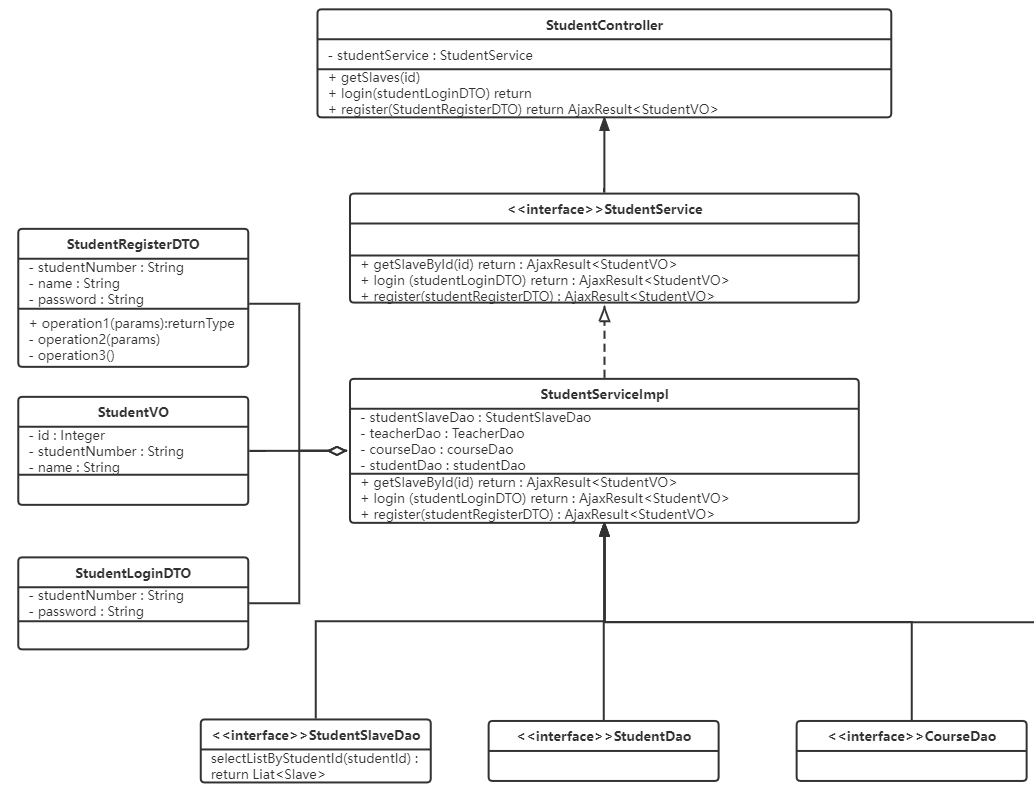 StudentController
- studentService : StudentService
+ getSlaves(id)
+ login(studentLoginDTO) return
+ register(StudentRegisterDTO) return AjaxResult<StudentVO>
<<interface>>StudentService
+ getSlaveById(id) return : AjaxResult<StudentVO>
+ login (studentLoginDTO) return : AjaxResult<StudentVO>
+ register(studentRegisterDTO) : AjaxResult<StudentVO>
StudentRegisterDTO
- studentNumber : String
- name : String
- password : String
+ operation1(params):returnType
- operation2(params)
- operation3()
StudentVO
- id : Integer
- studentNumber : String
- name : String
StudentServiceImpl
- studentSlaveDao : StudentSlaveDao
- teacherDao : TeacherDao
- courseDao : courseDao
- studentDao : studentDao
+ getSlaveById(id) return : AjaxResult<StudentVO>
+ login (studentLoginDTO) return : AjaxResult<StudentVO>
+ register(studentRegisterDTO) : AjaxResult<StudentVO>
StudentLoginDTO
- studentNumber : String
- password : String
<<interface>>StudentSlaveDao
selectListByStudentId(studentId) :
return Liat<Slave>
<<interface>>StudentDao
<<interface>>CourseDao